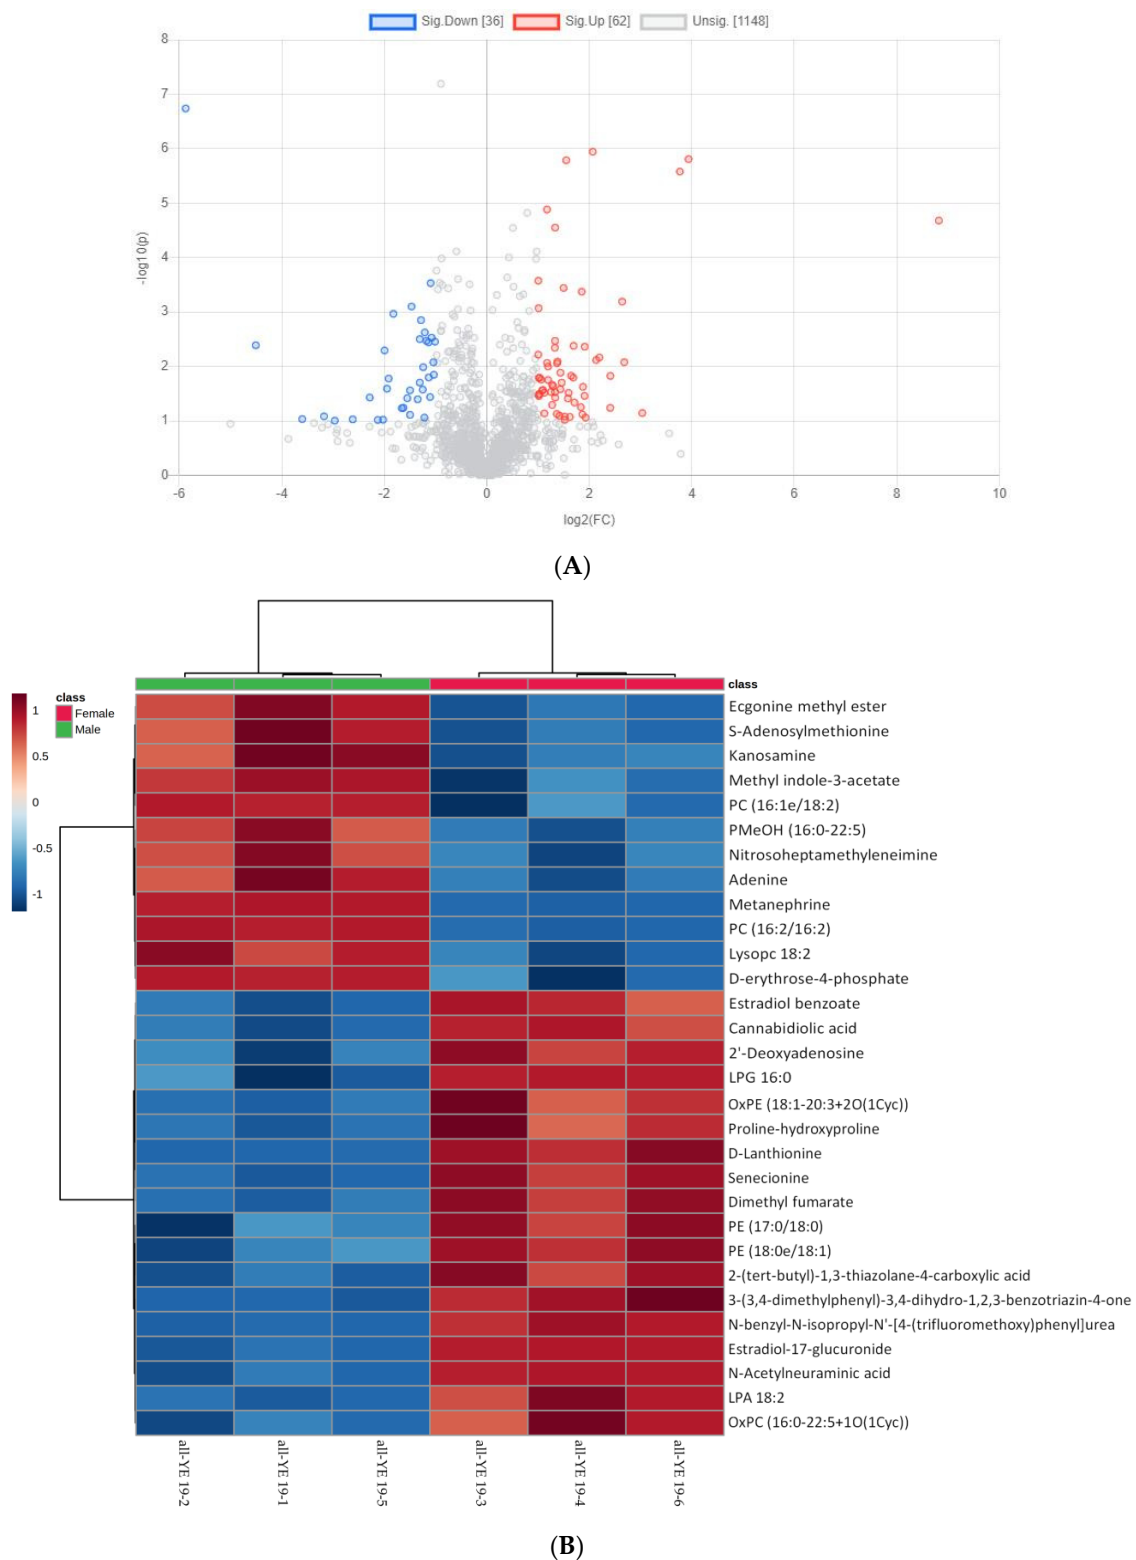 Sig.Down [36] Sig.Up [62] Unsig. [1148]
8
7
6
5
4
3
2
1
0
-log10(p)
-6 -4 -2 0 2 4 6 8 10
log2(FC)
(A)
class
Female
Male
1
0.5
0
-0.5
-1
class
Ecgonine methyl ester
S-Adenosylmethionine
Kanosamine
Methyl indole-3-acetate
PC (16:1e/18:2)
PMeOH (16:0-22:5)
Nitrosoheptamethyleneimine
Adenine
Metanephrine
PC (16:2/16:2)
Lysopc 18:2
D-erythrose-4-phosphate
Estradiol benzoate
Cannabidiolic acid
2'-Deoxyadenosine
LPG 16:0
OxPE (18:1-20:3+2O(1Cyc))
Proline-hydroxyproline
D-Lanthionine
Senecionine
Dimethyl fumarate
PE (17:0/18:0)
PE (18:0e/18:1)
2-(tert-butyl)-1,3-thiazolane-4-carboxylic acid
3-(3,4-dimethylphenyl)-3,4-dihydro-1,2,3-benzotriazin-4-one
N-benzyl-N-isopropyl-N'-[4-(trifluoromethoxy)phenyl]urea
Estradiol-17-glucuronide
N-Acetylneuraminic acid
LPA 18:2
OxPC (16:0-22:5+1O(1Cyc))
all-YE 19-2
all-YE 19-1
all-YE 19-5
all-YE 19-3
all-YE 19-4
all-YE 19-6
(B)